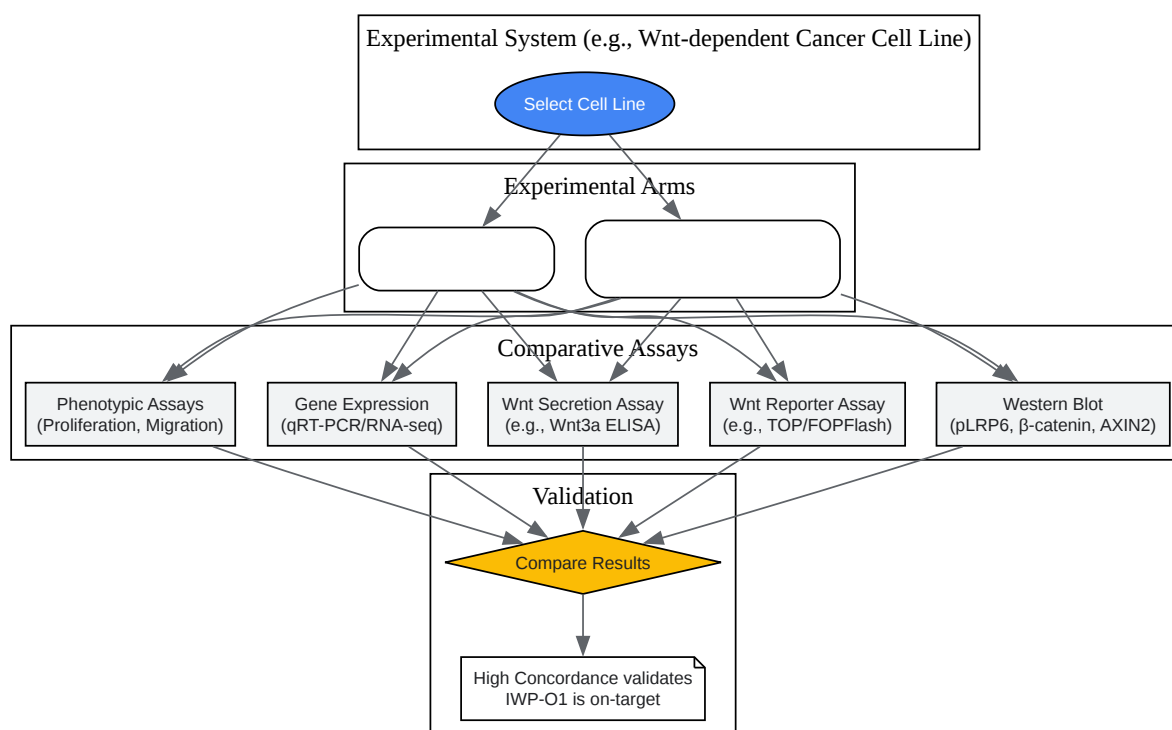 Experimental System (e.g., Wnt-dependent Cancer Cell Line)
Select Cell Line
Experimental Arms
Comparative Assays
Phenotypic Assays
(Proliferation, Migration)
Gene Expression
(qRT-PCR/RNA-seq)
Wnt Secretion Assay
(e.g., Wnt3a ELISA)
Wnt Reporter Assay
(e.g., TOP/FOPFlash)
Western Blot
(pLRP6, β-catenin, AXIN2)
Validation
Compare Results
High Concordance validates
IWP-O1 is on-target